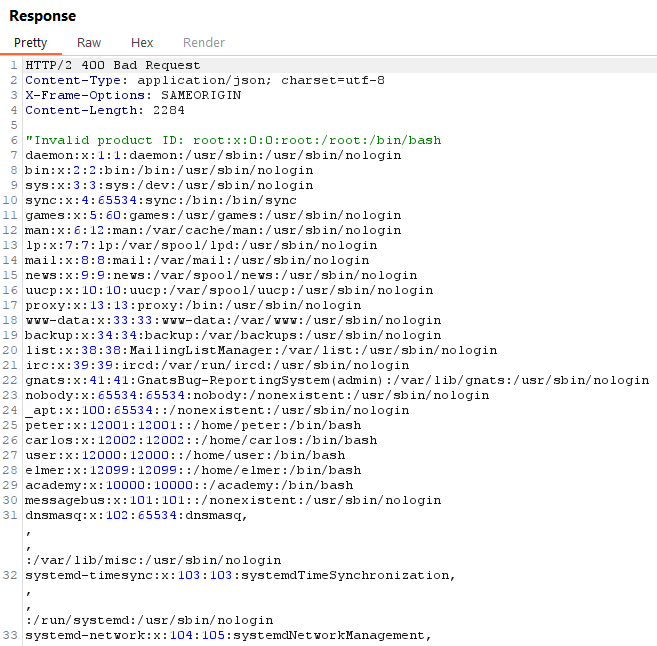 Response
Pretty Raw Hex Render
1 HTTP/2 400 Bad Request
2 Content-Type: application/json; charset=utf-8
3 X-Frame-Options: SAMEORIGIN
4 Content-Length: 2284
5
6 "Invalid product ID: root:x:0:0:root:/root:/bin/bash
7 daemon:x:1:1:daemon:/usr/sbin:/usr/sbin/nologin
8 bin:x:2:2:bin:/bin:/usr/sbin/nologin
9 sys:x:3:3:sys:/dev:/usr/sbin/nologin
10 sync:x:4:65534:sync:/bin:/bin/sync
11 games:x:5:60:games:/usr/games:/usr/sbin/nologin
12 man:x:6:12:man:/var/cache/man:/usr/sbin/nologin
13 lp:x:7:7:lp:/var/spool/lpd:/usr/sbin/nologin
14 mail:x:8:8:mail:/var/mail:/usr/sbin/nologin
15 news:x:9:9:news:/var/spool/news:/usr/sbin/nologin
16 uucp:x:10:10:uucp:/var/spool/uucp:/usr/sbin/nologin
17 proxy:x:13:13:proxy:/bin:/usr/sbin/nologin
18 www-data:x:33:33:www-data:/var/www:/usr/sbin/nologin
19 backup:x:34:34:backup:/var/backups:/usr/sbin/nologin
20 list:x:38:38:MailingListManager:/var/list:/usr/sbin/nologin
21 irc:x:39:39:ircd:/var/run/ircd:/usr/sbin/nologin
22 gnats:x:41:41:GnatsBug-ReportingSystem(admin):/var/lib/gnats:/usr/sbin/nologin
23 nobody:x:65534:65534:nobody:/nonexistent:/usr/sbin/nologin
24 _apt:x:100:65534::/nonexistent:/usr/sbin/nologin
25 peter:x:12001:12001::/home/peter:/bin/bash
26 carlos:x:12002:12002::/home/carlos:/bin/bash
27 user:x:12000:12000::/home/user:/bin/bash
28 elmer:x:12099:12099::/home/elmer:/bin/bash
29 academy:x:10000:10000::/academy:/bin/bash
30 messagebus:x:101:101::/nonexistent:/usr/sbin/nologin
31 dnsmasq:x:102:65534:dnsmasq,
,
,
:/var/lib/misc:/usr/sbin/nologin
32 systemd-timesync:x:103:103:systemdTimeSynchronization,
,
,
:/run/systemd:/usr/sbin/nologin
33 systemd-network:x:104:105:systemdNetworkManagement,